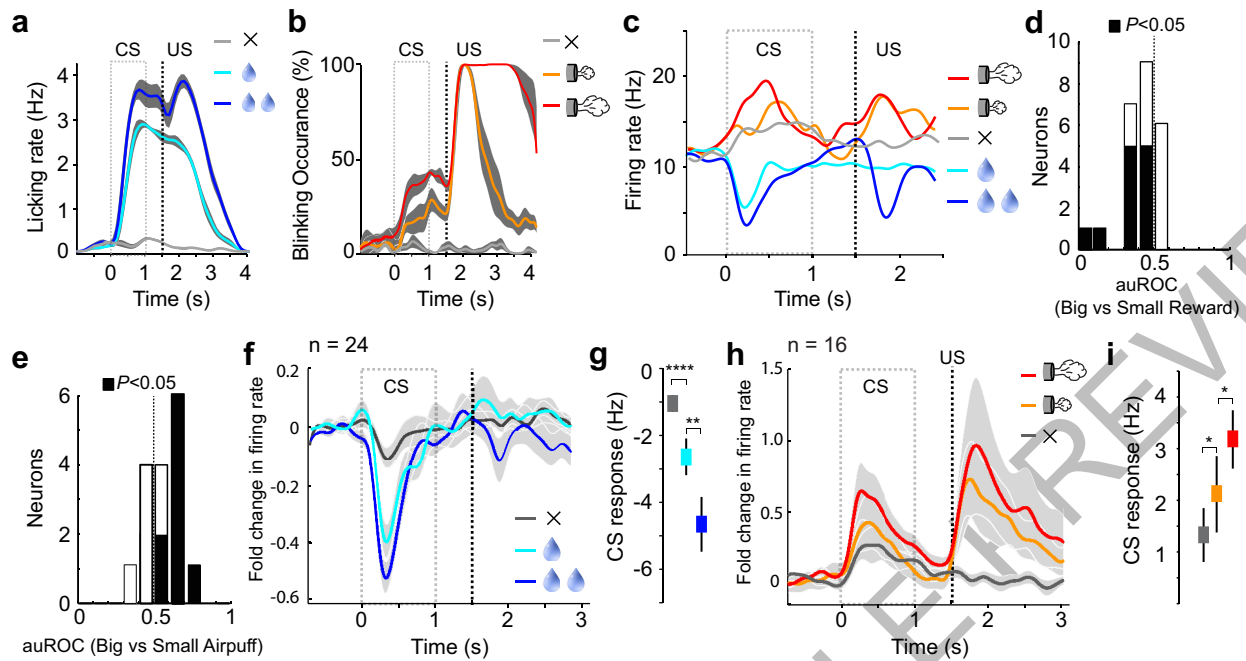 a
CS
US
Licking rate (Hz)
4
3
2
1
0
0
1
2
3
4
Time (s)
b
CS
US
Blinking Occurance (%)
100
50
0
0
1
2
3
4
Time (s)
c
CS
US
Firing rate (Hz)
25
20
15
10
5
0
0
1
2
Time (s)
d
P<0.05
Neurons
10
8
6
4
2
0
0
0.5
1
auROC
(Big vs Small Reward)
e
P<0.05
Neurons
6
4
2
0
0
0.5
1
auROC (Big vs Small Airpuff)
f
n = 24
CS
Fold change in firing rate
0.2
0
-0.2
-0.4
-0.6
0
1
2
3
Time (s)
g
CS response (Hz)
0
-2
-4
-6
****
**
h
n = 16
CS
US
Fold change in firing rate
1.5
1.0
0.5
0
0
1
2
3
Time (s)
i
CS response (Hz)
4
3
2
1
*
*